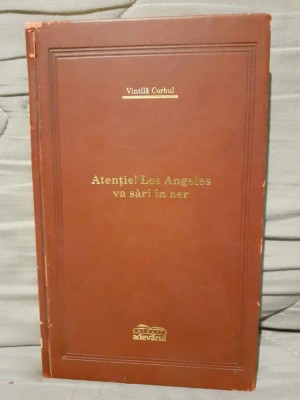 Vintilă Corbul
Atenție! Los Angeles
va sări în aer
adevărul